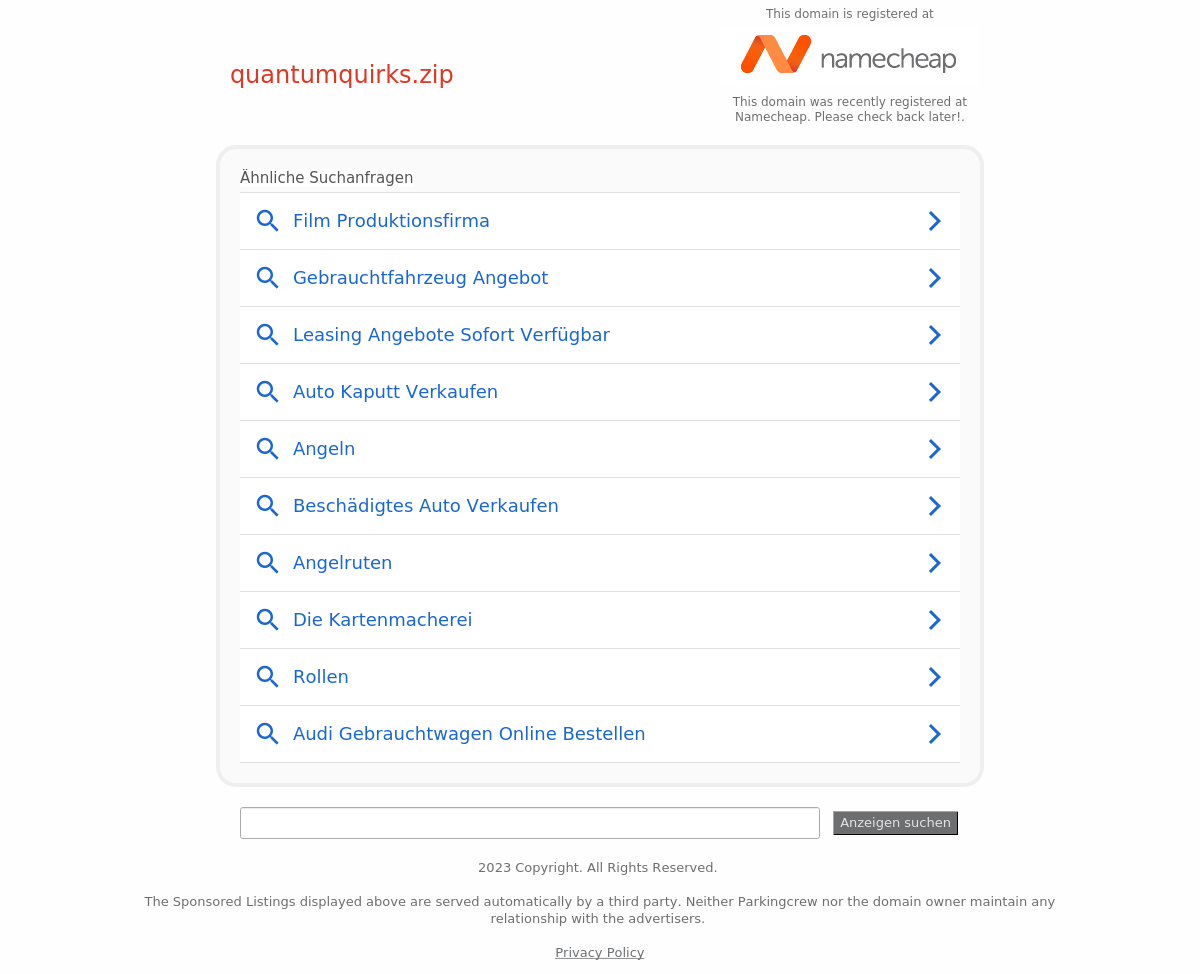 This domain is registered at
namecheap
quantumquirks.zip
This domain was recently registered at
Namecheap. Please check back later!.
Ähnliche Suchanfragen
Film Produktionsfirma
Gebrauchtfahrzeug Angebot
Leasing Angebote Sofort Verfügbar
Auto Kaputt Verkaufen
Angeln
Beschädigtes Auto Verkaufen
Angelruten
Die Kartenmacherei
Rollen
Audi Gebrauchtwagen Online Bestellen
Anzeigen suchen
2023 Copyright. All Rights Reserved.
The Sponsored Listings displayed above are served automatically by a third party. Neither Parkingcrew nor the domain owner maintain any
relationship with the advertisers.
Privacy Policy